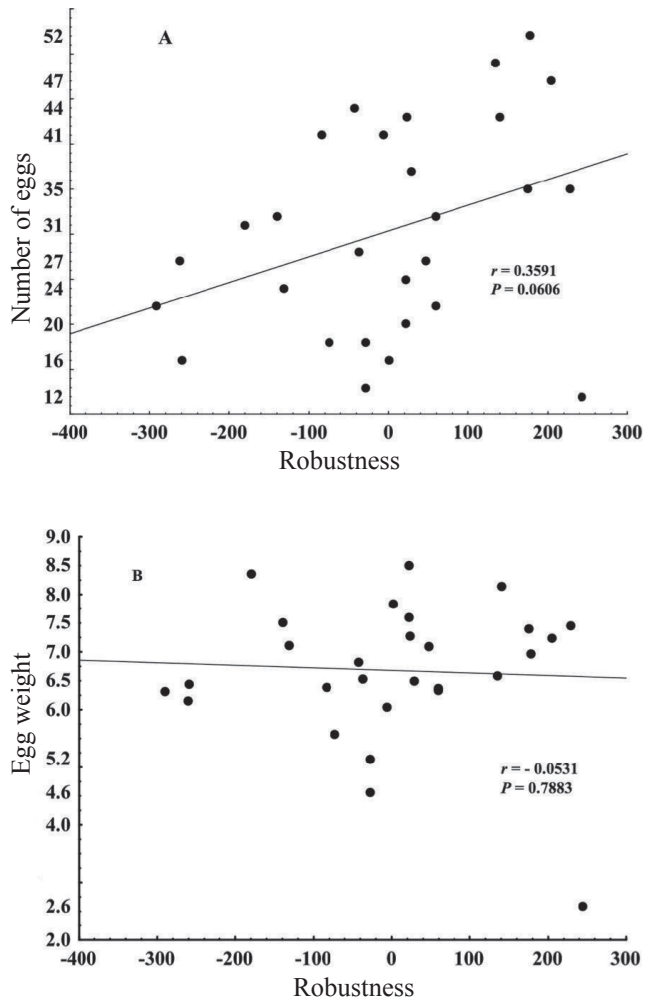 A
52
47
44
41
35
31
27
24
20
16
12
Number of eggs
r = 0.3591
P = 0.0606
-400 -300 -200 -100 0 100 200 300
Robustness
B
9.0
8.5
8.0
7.5
7.0
6.5
6.0
5.2
4.6
4.0
2.6
2.0
Egg weight
r = - 0.0531
P = 0.7883
-400 -300 -200 -100 0 100 200 300
Robustness